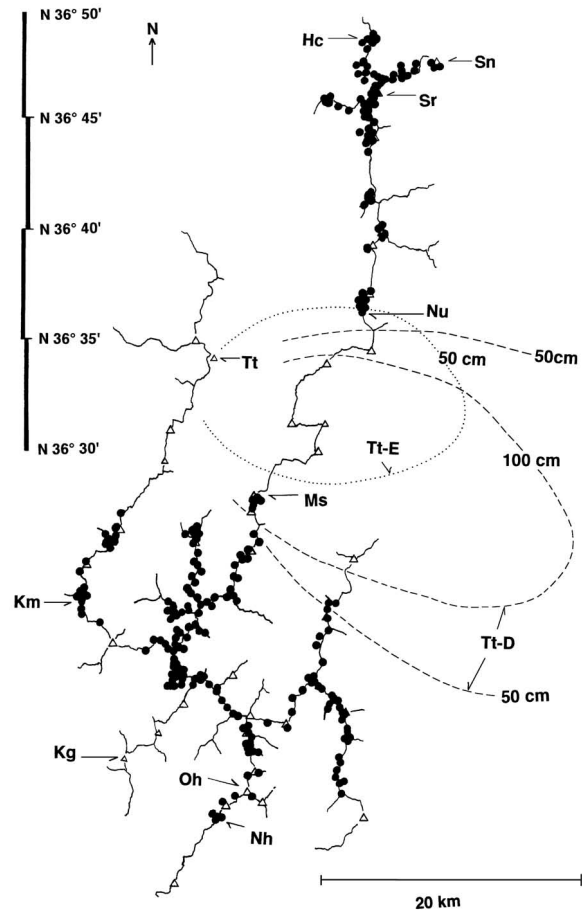 N 36° 50'
N
Hc
Sn
Sr
N 36° 45'
N 36° 40'
Nu
N 36° 35'
Tt
50 cm
50cm
N 36° 30'
Tt-E
100 cm
Ms
Km
Tt-D
50 cm
Kg
Oh
Nh
20 km